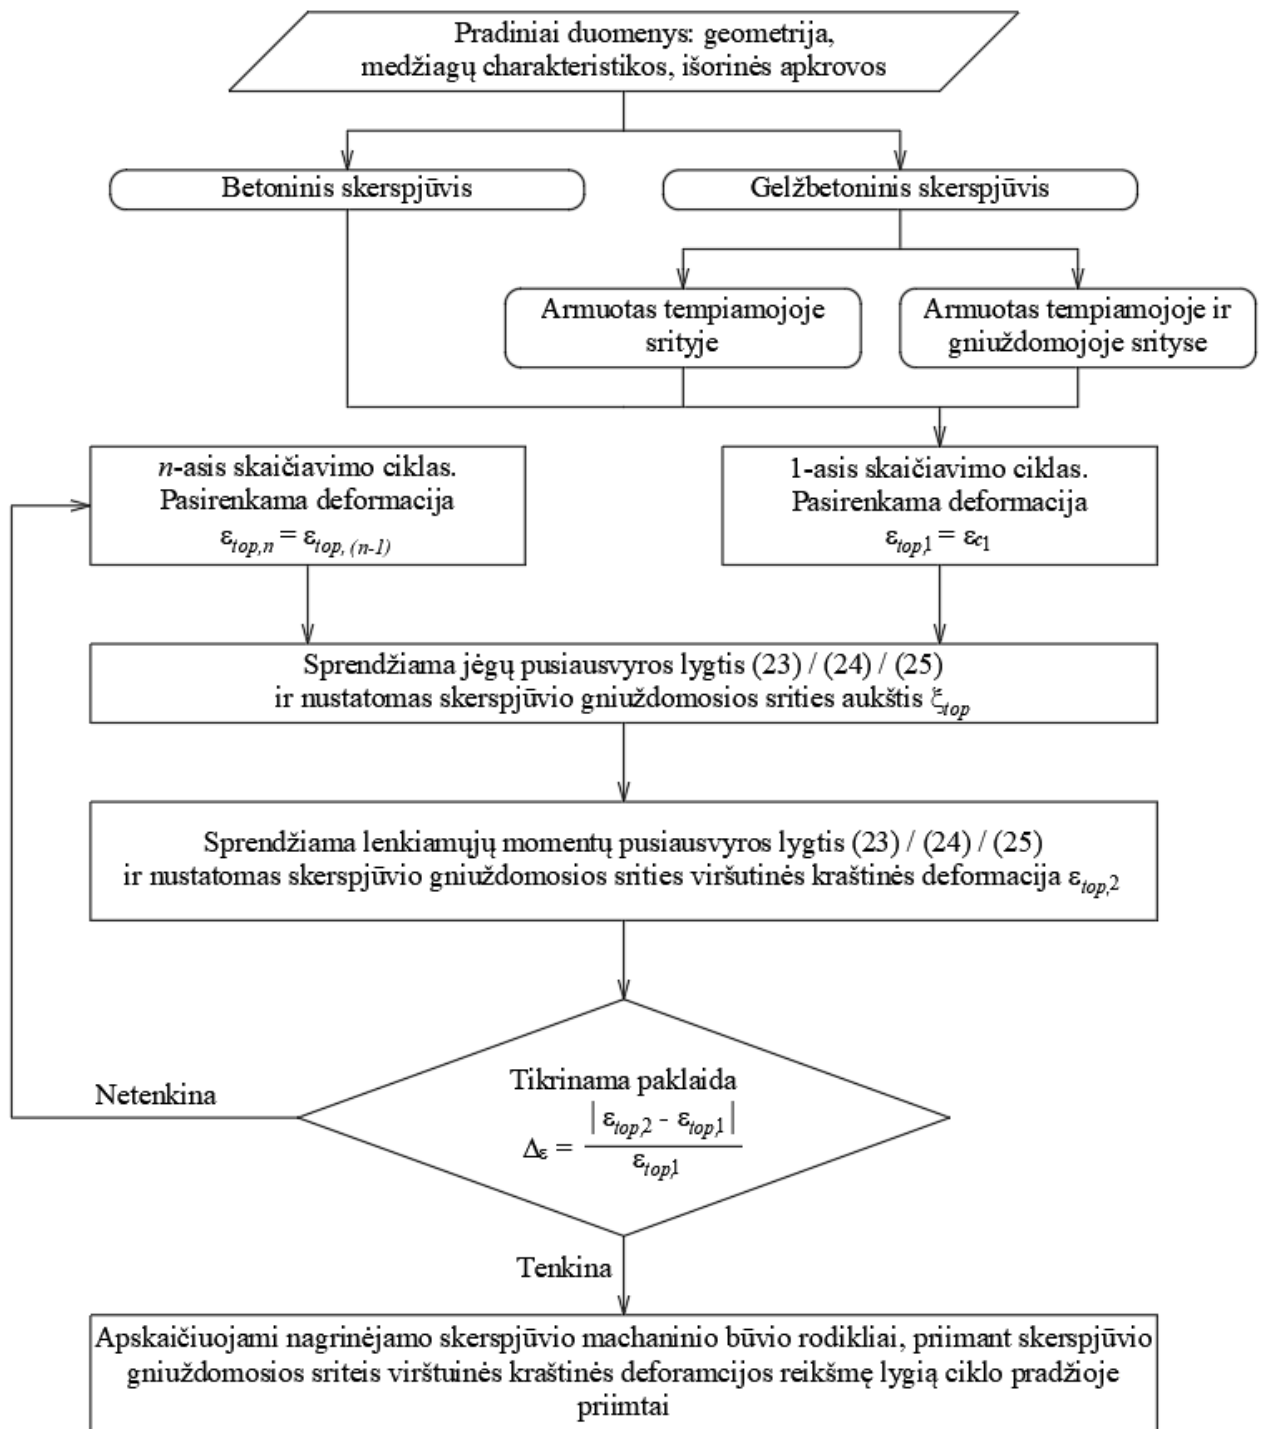 Pradiniai duomenys: geometrija,
medžiagų charakteristikos, išorinės apkrovos
Betoninis skerspjūvis
Gelžbetoninis skerspjūvis
Armuotas tempiamojoje
srityje
Armuotas tempiamojoje ir
gniuždomojoje srityse
n-asis skaičiavimo ciklas.
Pasirenkama deformacija
εtop,n = εtop, (n-1)
1-asis skaičiavimo ciklas.
Pasirenkama deformacija
εtop,1 = εc1
Sprendžiama jėgų pusiausvyros lygtis (23) / (24) / (25)
ir nustatomas skerspjūvio gniuždomosios srities aukštis ξtop
Sprendžiama lenkiamųjų momentų pusiausvyros lygtis (23) / (24) / (25)
ir nustatomas skerspjūvio gniuždomosios srities viršutinės kraštinės deformacija εtop,2
Netenkina
Tikrinama paklaida
Δε = | εtop,2 - εtop,1 | / εtop,1
Tenkina
Apskaičiuojami nagrinėjamo skerspjūvio machaninio būvio rodikliai, priimant skerspjūvio
gniuždomosios sriteis virštuinės kraštinės deforamcijos reikšmę lygią ciklo pradžioje
priimtai